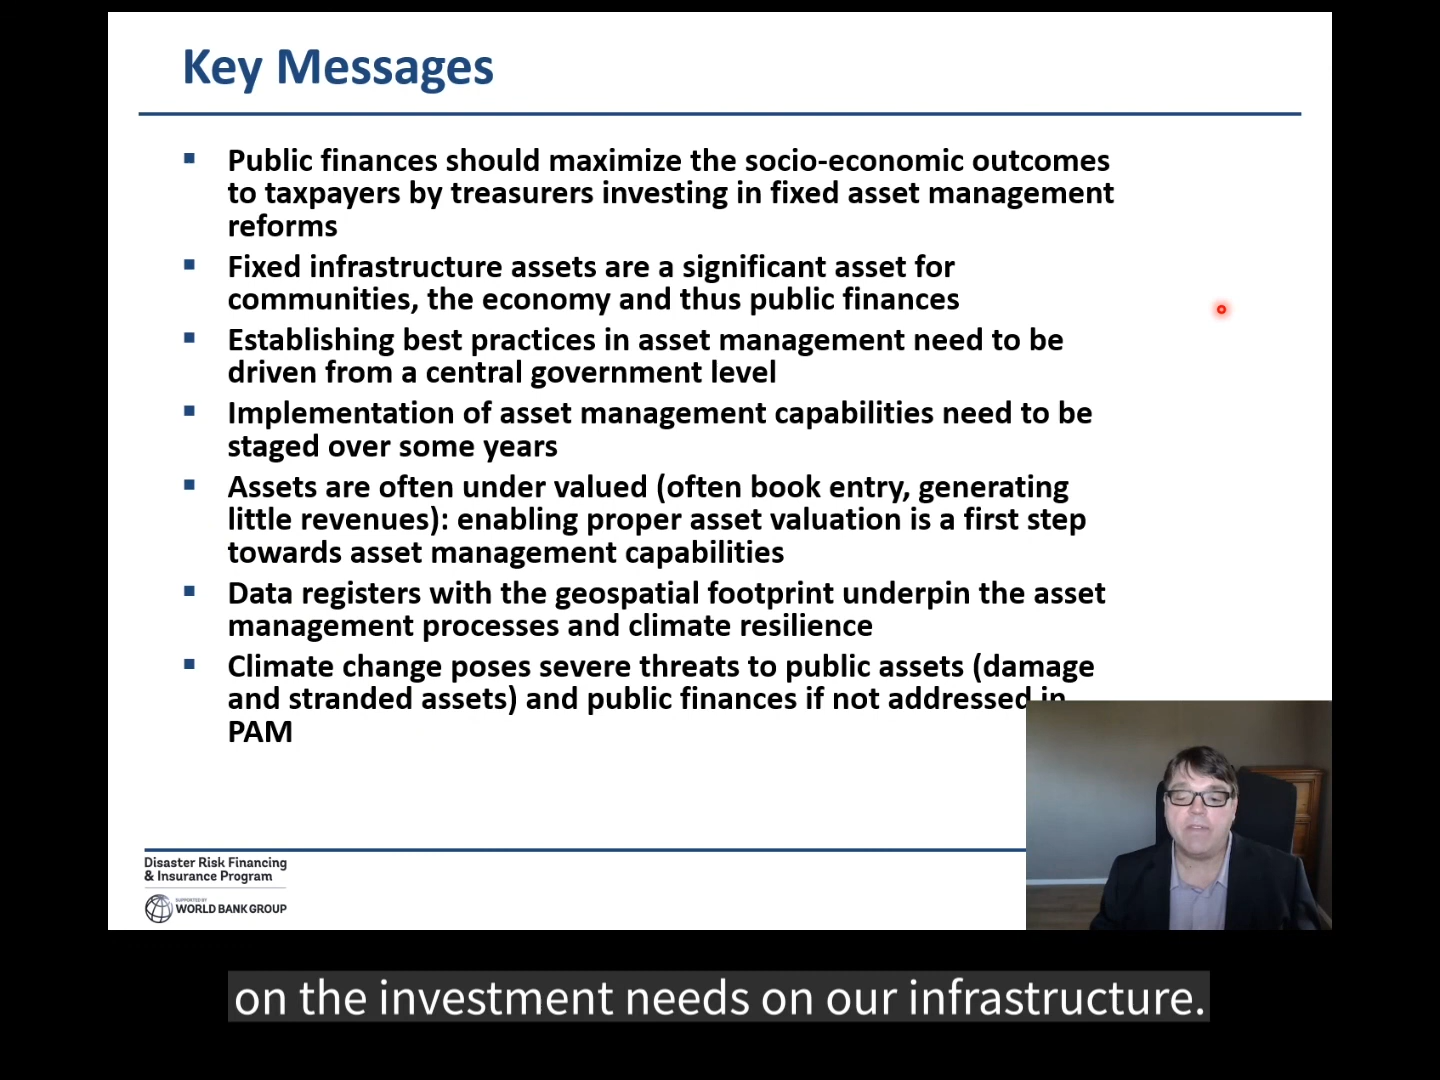 Key Messages
Public finances should maximize the socio-economic outcomes
to taxpayers by treasurers investing in fixed asset management
reforms
Fixed infrastructure assets are a significant asset for
communities, the economy and thus public finances
Establishing best practices in asset management need to be
driven from a central government level
Implementation of asset management capabilities need to be
staged over some years
Assets are often under valued (often book entry, generating
little revenues): enabling proper asset valuation is a first step
towards asset management capabilities
Data registers with the geospatial footprint underpin the asset
management processes and climate resilience
Climate change poses severe threats to public assets (damage
and stranded assets) and public finances if not addressed in
PAM
Disaster Risk Financing
& Insurance Program
SUPPORTED BY
WORLD BANK GROUP
on the investment needs on our infrastructure.